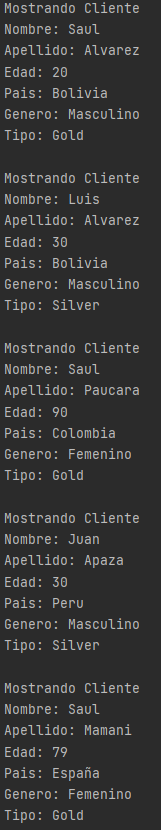 Mostrando Cliente
Nombre: Saul
Apellido: Alvarez
Edad: 20
Pais: Bolivia
Genero: Masculino
Tipo: Gold

Mostrando Cliente
Nombre: Luis
Apellido: Alvarez
Edad: 30
Pais: Bolivia
Genero: Masculino
Tipo: Silver

Mostrando Cliente
Nombre: Saul
Apellido: Paucara
Edad: 90
Pais: Colombia
Genero: Femenino
Tipo: Gold

Mostrando Cliente
Nombre: Juan
Apellido: Apaza
Edad: 30
Pais: Peru
Genero: Masculino
Tipo: Silver

Mostrando Cliente
Nombre: Saul
Apellido: Mamani
Edad: 79
Pais: España
Genero: Femenino
Tipo: Gold